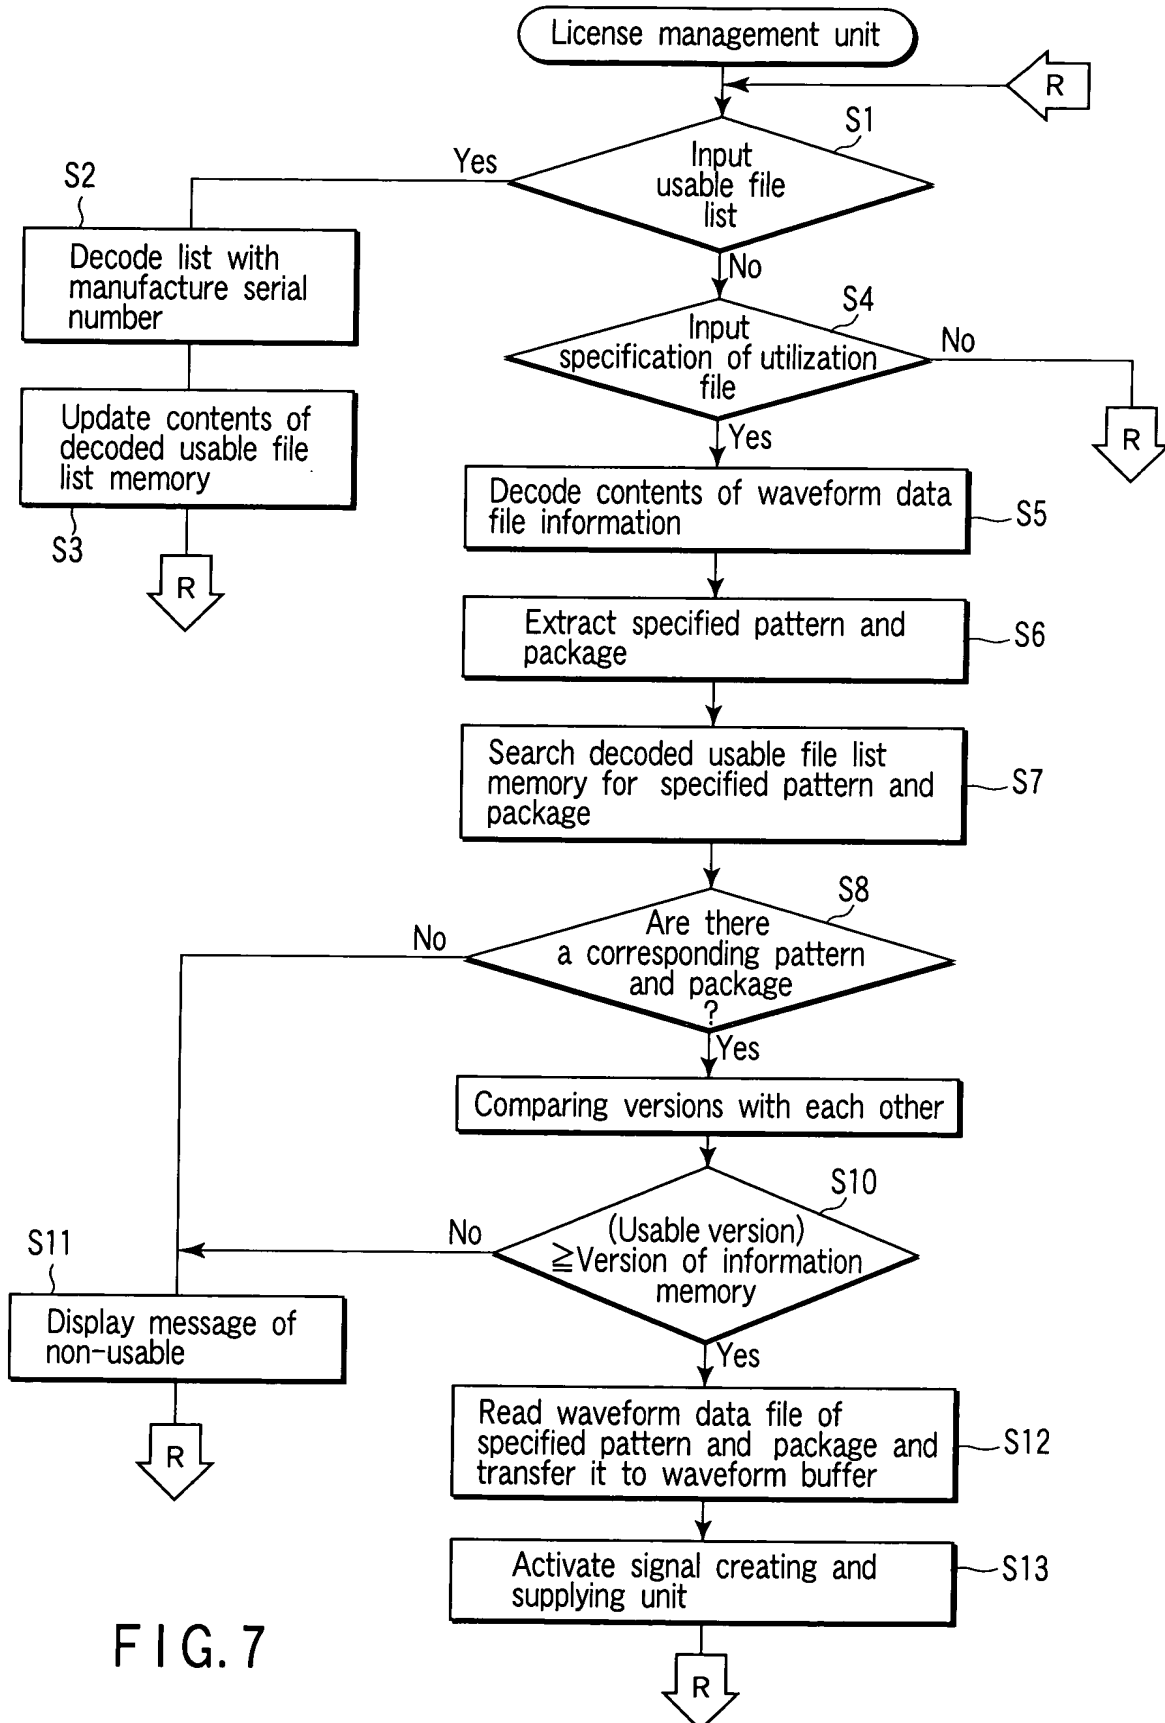 License management unit
R
S1
Input
usable file
list
Yes
No
S2
Decode list with
manufacture serial
number
Update contents of
decoded usable file
list memory
S3
R
S4
Input
specification of utilization
file
No
R
Yes
Decode contents of waveform data
file information
S5
Extract specified pattern and
package
S6
Search decoded usable file list
memory for specified pattern and
package
S7
S8
Are there
a corresponding pattern
and package
?
No
Yes
Comparing versions with each other
S10
(Usable version)
≧Version of information
memory
No
Yes
S11
Display message of
non-usable
R
Read waveform data file of
specified pattern and package and
transfer it to waveform buffer
S12
Activate signal creating and
supplying unit
S13
R
FIG. 7